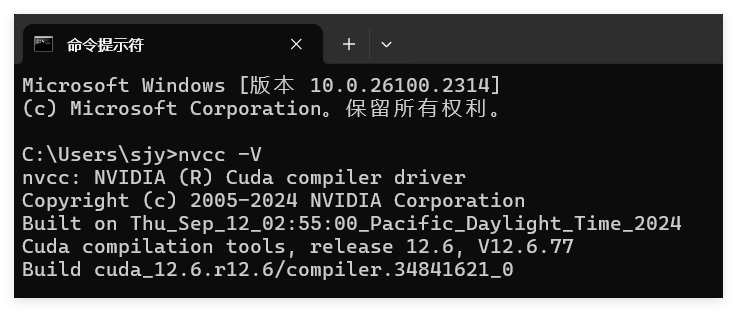 命令提示符
Microsoft Windows [版本 10.0.26100.2314]
(c) Microsoft Corporation。保留所有权利。
C:\Users\sjy>nvcc -V
nvcc: NVIDIA (R) Cuda compiler driver
Copyright (c) 2005-2024 NVIDIA Corporation
Built on Thu_Sep_12_02:55:00_Pacific_Daylight_Time_2024
Cuda compilation tools, release 12.6, V12.6.77
Build cuda_12.6.r12.6/compiler.34841621_0